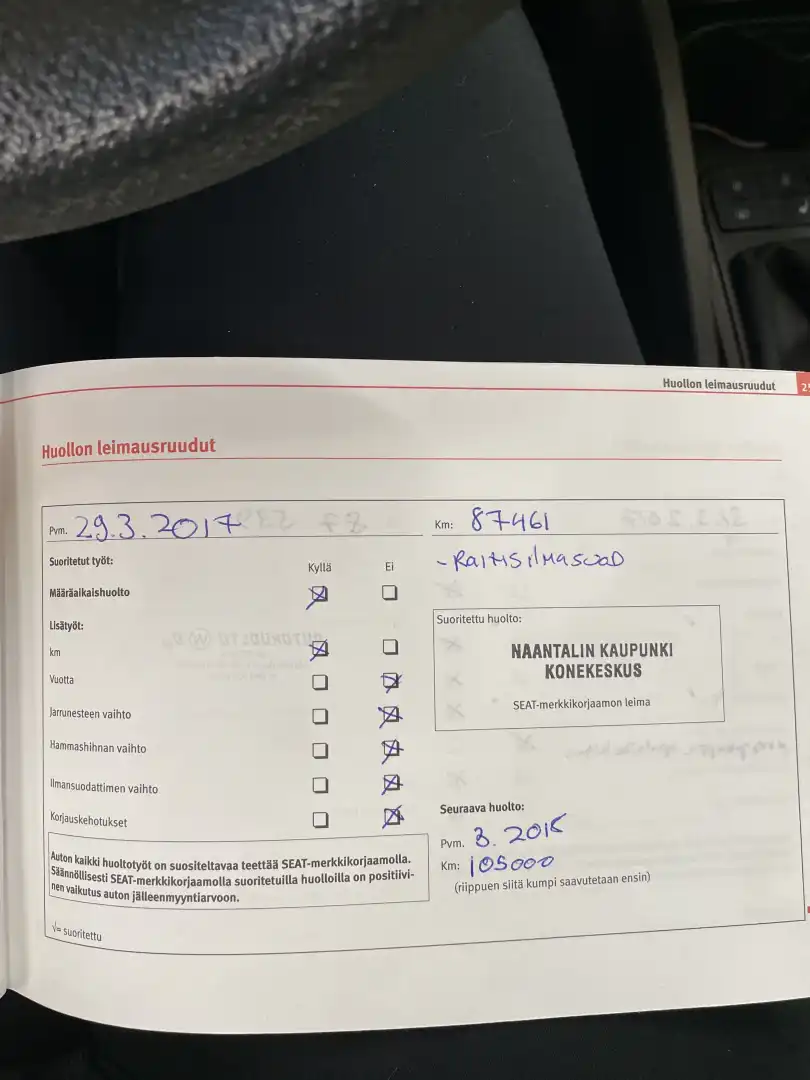 Huollon leimausruudut
Huollon leimausruudut
Pvm. 29.3.2017
Km: 87461
Suoritetut työt:
Kyllä
Ei
- RAITISILMASUOD
Määräaikaishuolto
Lisätyöt:
km
Vuotta
Jarrunesteen vaihto
Hammashihnan vaihto
Ilmansuodattimen vaihto
Korjauskehotukset
Suoritettu huolto:
NAANTALIN KAUPUNKI
KONEKESKUS
SEAT-merkkikorjaamon leima
Seuraava huolto:
Pvm. 3.
Km: 105000
(riippuen siitä kumpi saavutetaan ensin)
Auton kaikki huoltotyöt on suositeltavaa teettää SEAT-merkkikorjaamolla.
Säännöllisesti SEAT-merkkikorjaamolla suoritetuilla huolloilla on positiivi-
nen vaikutus auton jälleenmyyntiarvoon.
√= suoritettu